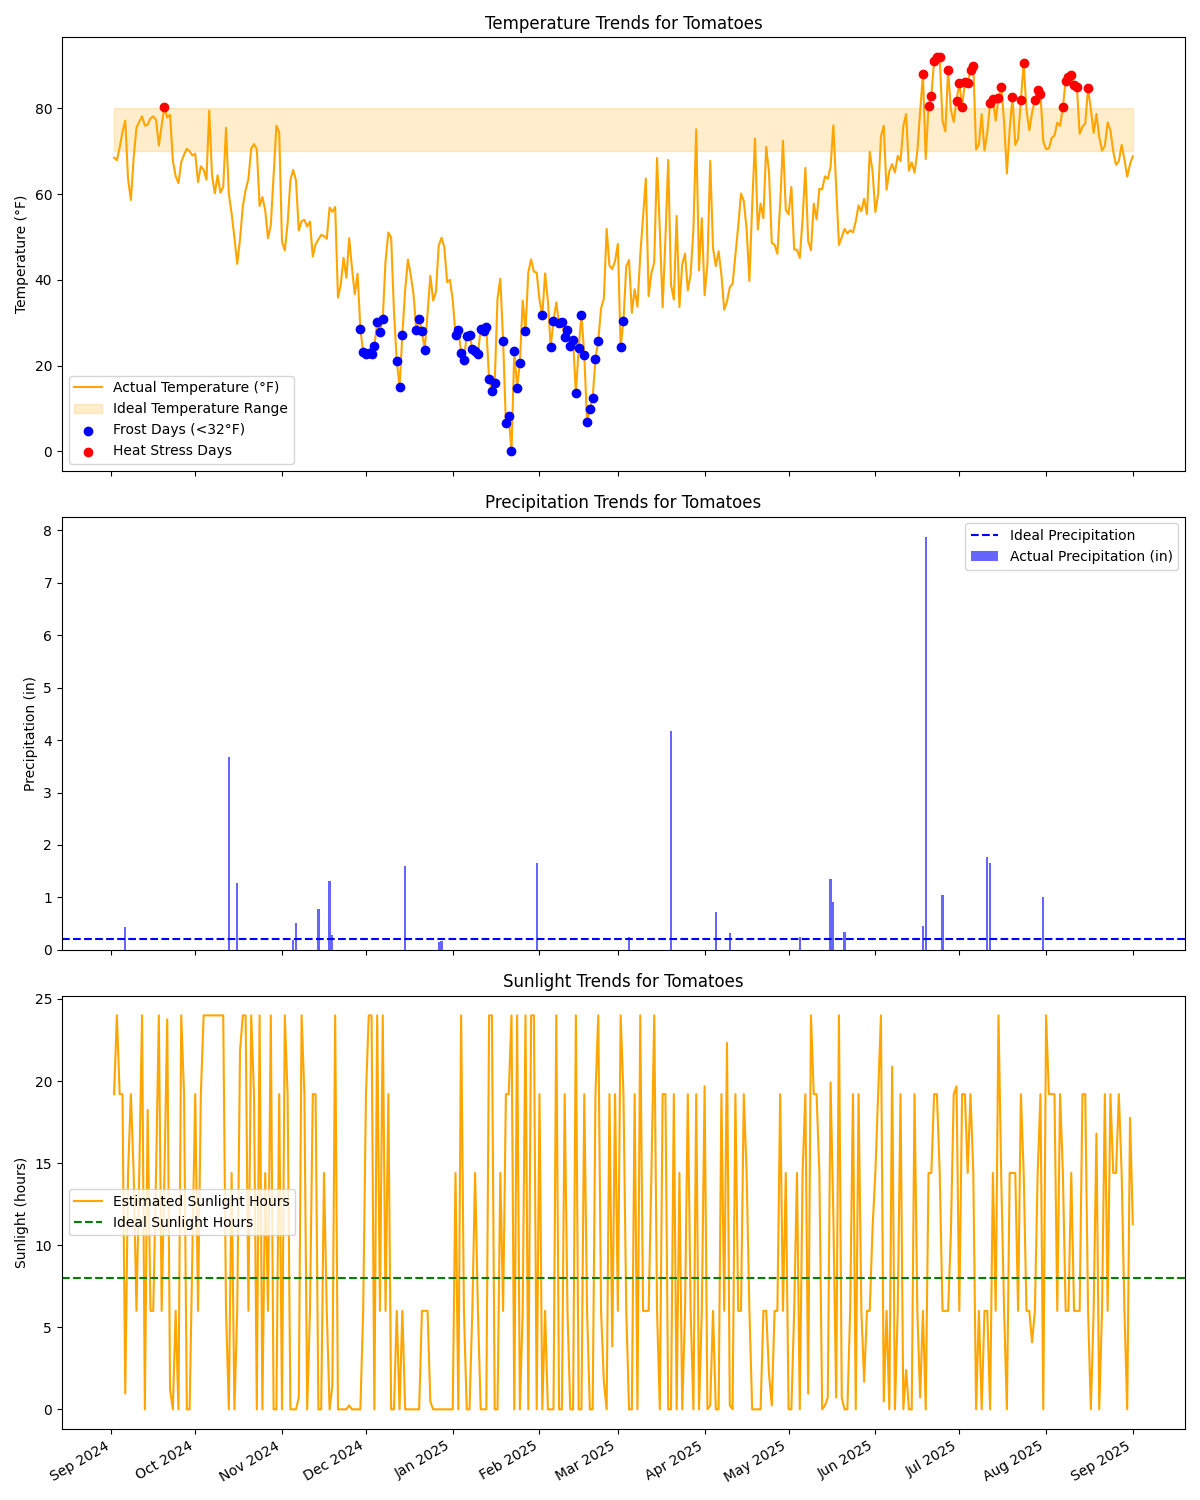 Temperature Trends for Tomatoes
Temperature (°F)
80
60
40
20
0
Actual Temperature (°F)
Ideal Temperature Range
Frost Days (<32°F)
Heat Stress Days
Precipitation Trends for Tomatoes
Precipitation (in)
8
7
6
5
4
3
2
1
0
Ideal Precipitation
Actual Precipitation (in)
Sunlight Trends for Tomatoes
Sunlight (hours)
25
20
15
10
5
0
Estimated Sunlight Hours
Ideal Sunlight Hours
Sep 2024
Oct 2024
Nov 2024
Dec 2024
Jan 2025
Feb 2025
Mar 2025
Apr 2025
May 2025
Jun 2025
Jul 2025
Aug 2025
Sep 2025